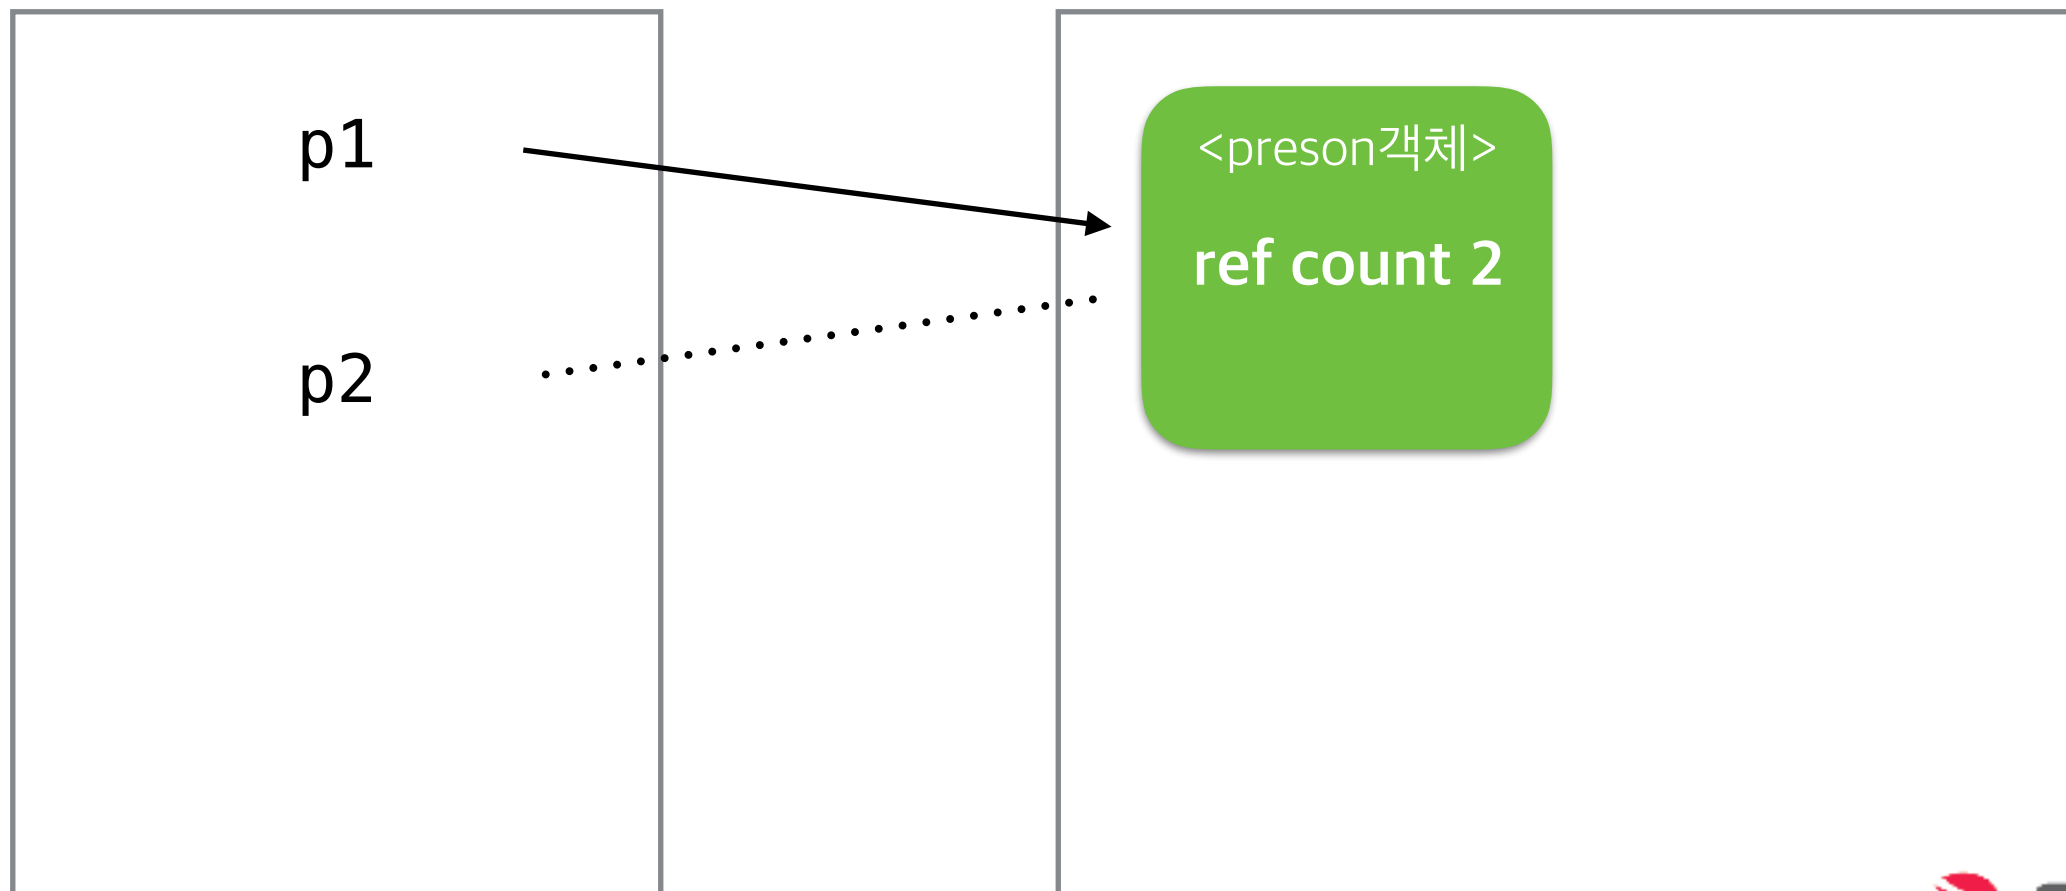 p1
p2
<preson객체>
ref count 2